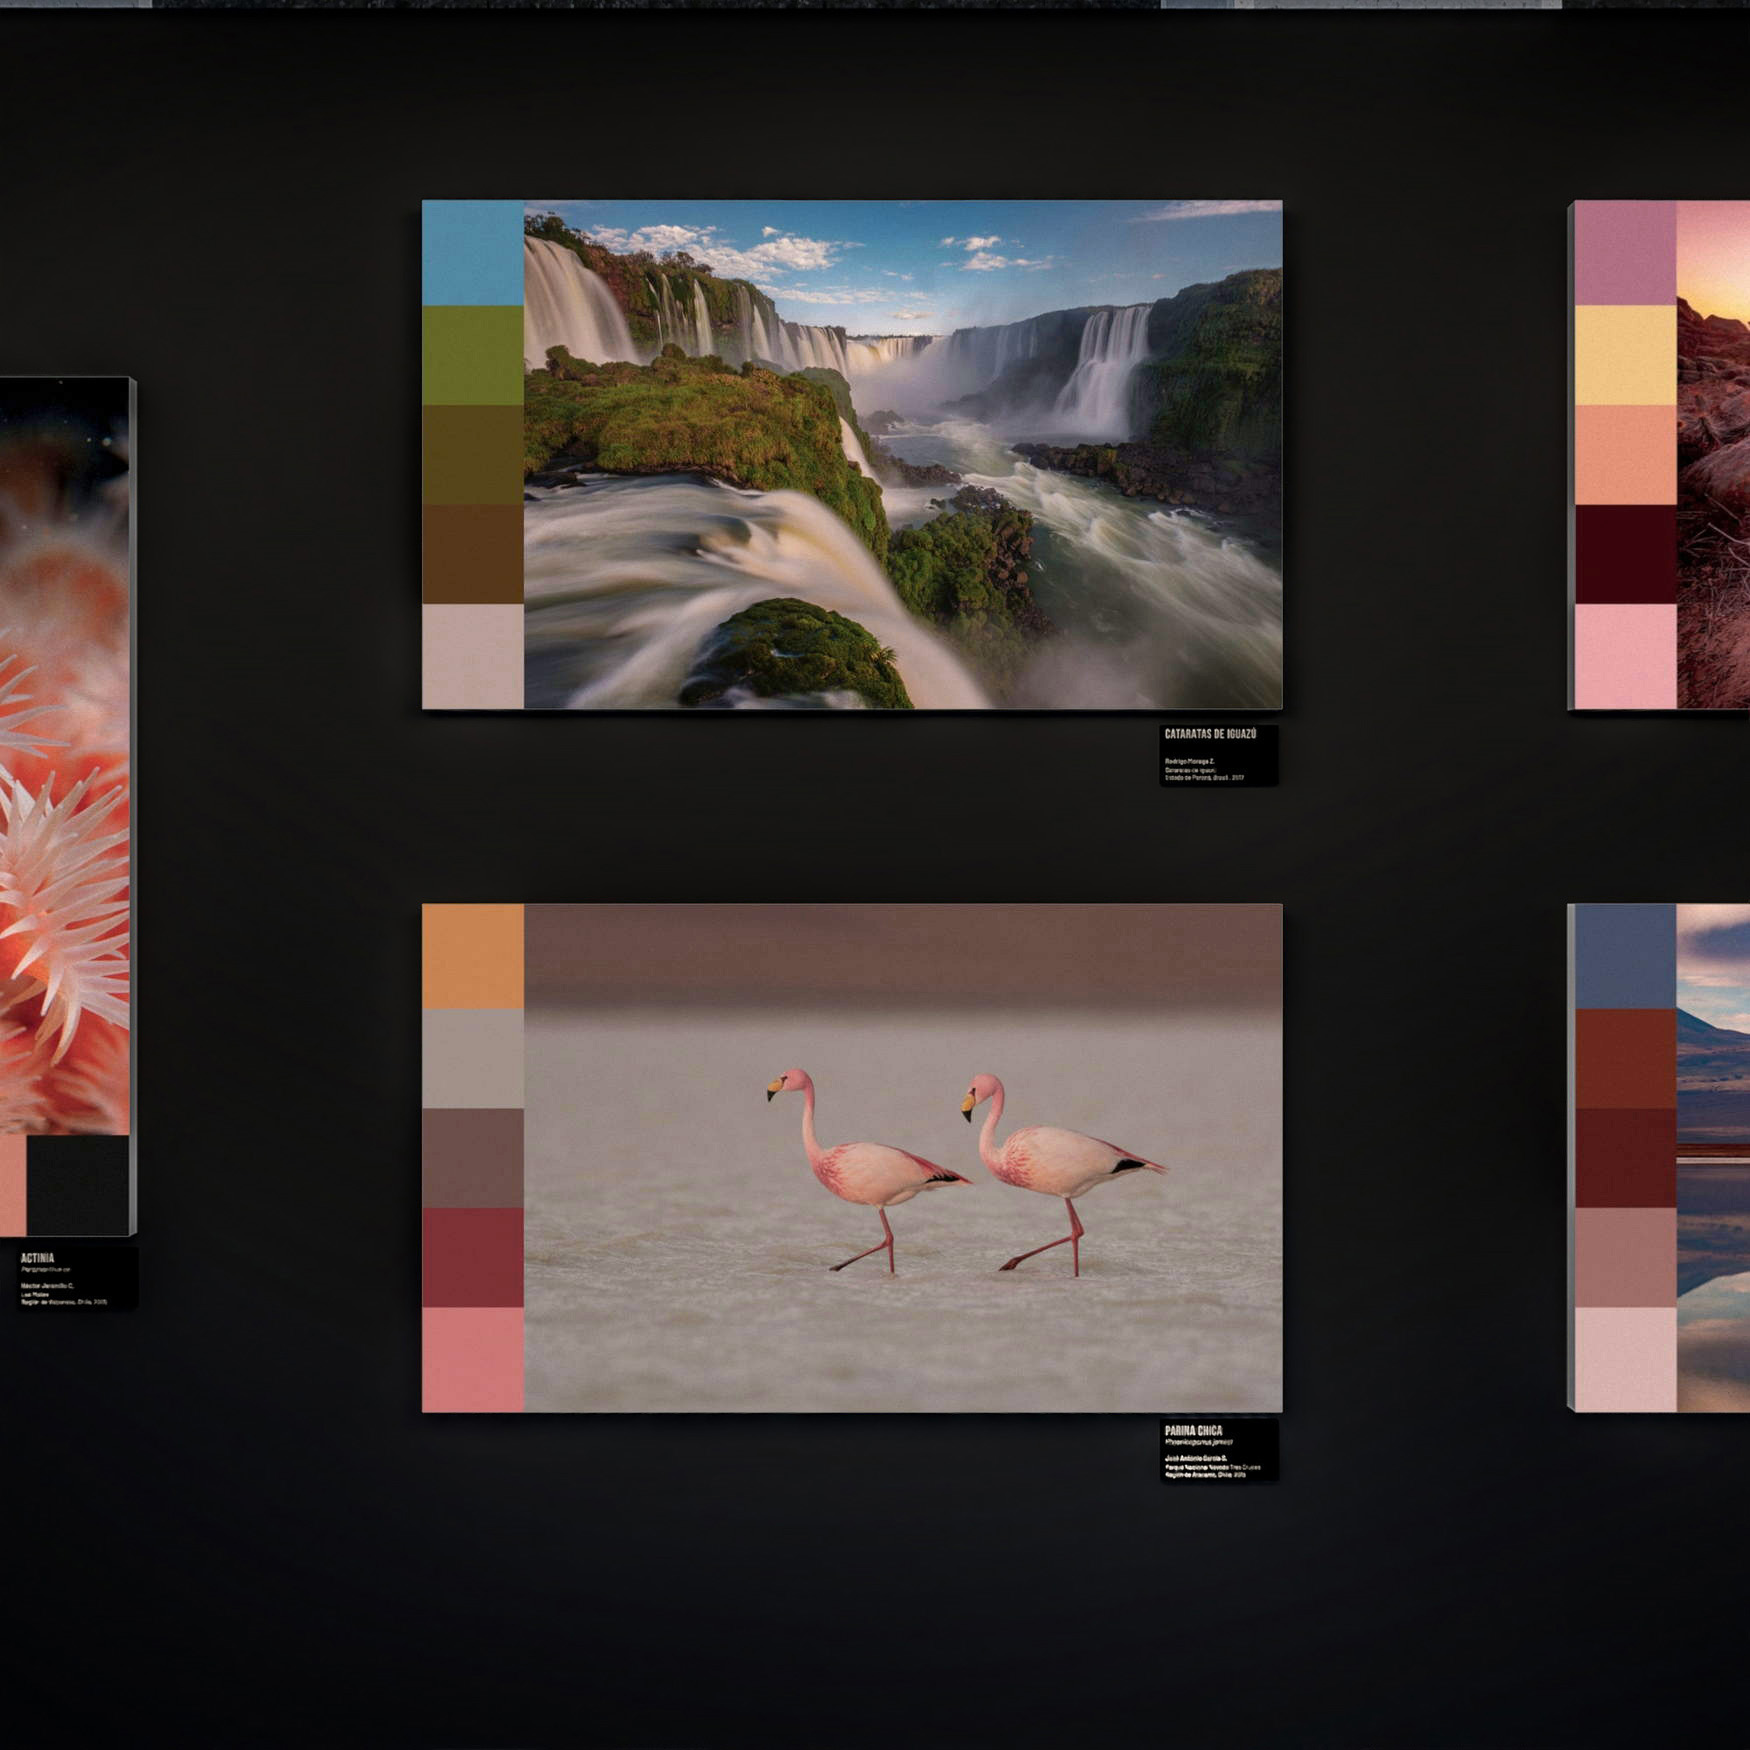 CATARATAS DE IGUAZÚ
Rodrigo Moraga Z.
Cataratas de Iguazú
Estado de Paraná, Brasil. 2017
ACTINIA
Héctor Jaramillo C.
Las Molles
Región de Valparaíso, Chile. 2015
PARINA CHICA
Phoenicoparrus jamesi
José Antonio García B.
Parque Nacional Nevado Tres Cruces
Región de Atacama, Chile. 2015